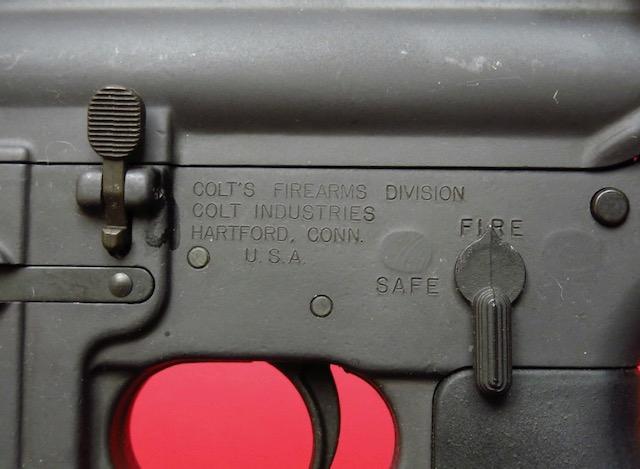 COLT'S FIREARMS DIVISION
COLT INDUSTRIES
HARTFORD, CONN.
U.S.A.
FIRE
SAFE